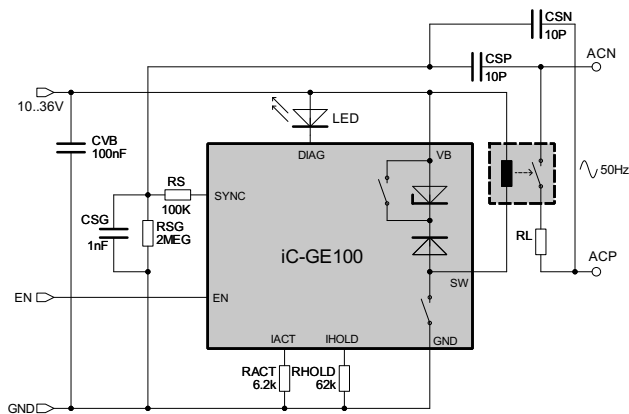 CSN
10P
ACN
CSP
10P
10..36V
LED
CVB
100nF
DIAG
VB
50Hz
RS
100K
SYNC
CSG
1nF
RSG
2MEG
RL
iC-GE100
ACP
SW
EN
EN
GND
IACT
IHOLD
RACT
6.2k
RHOLD
62k
GND